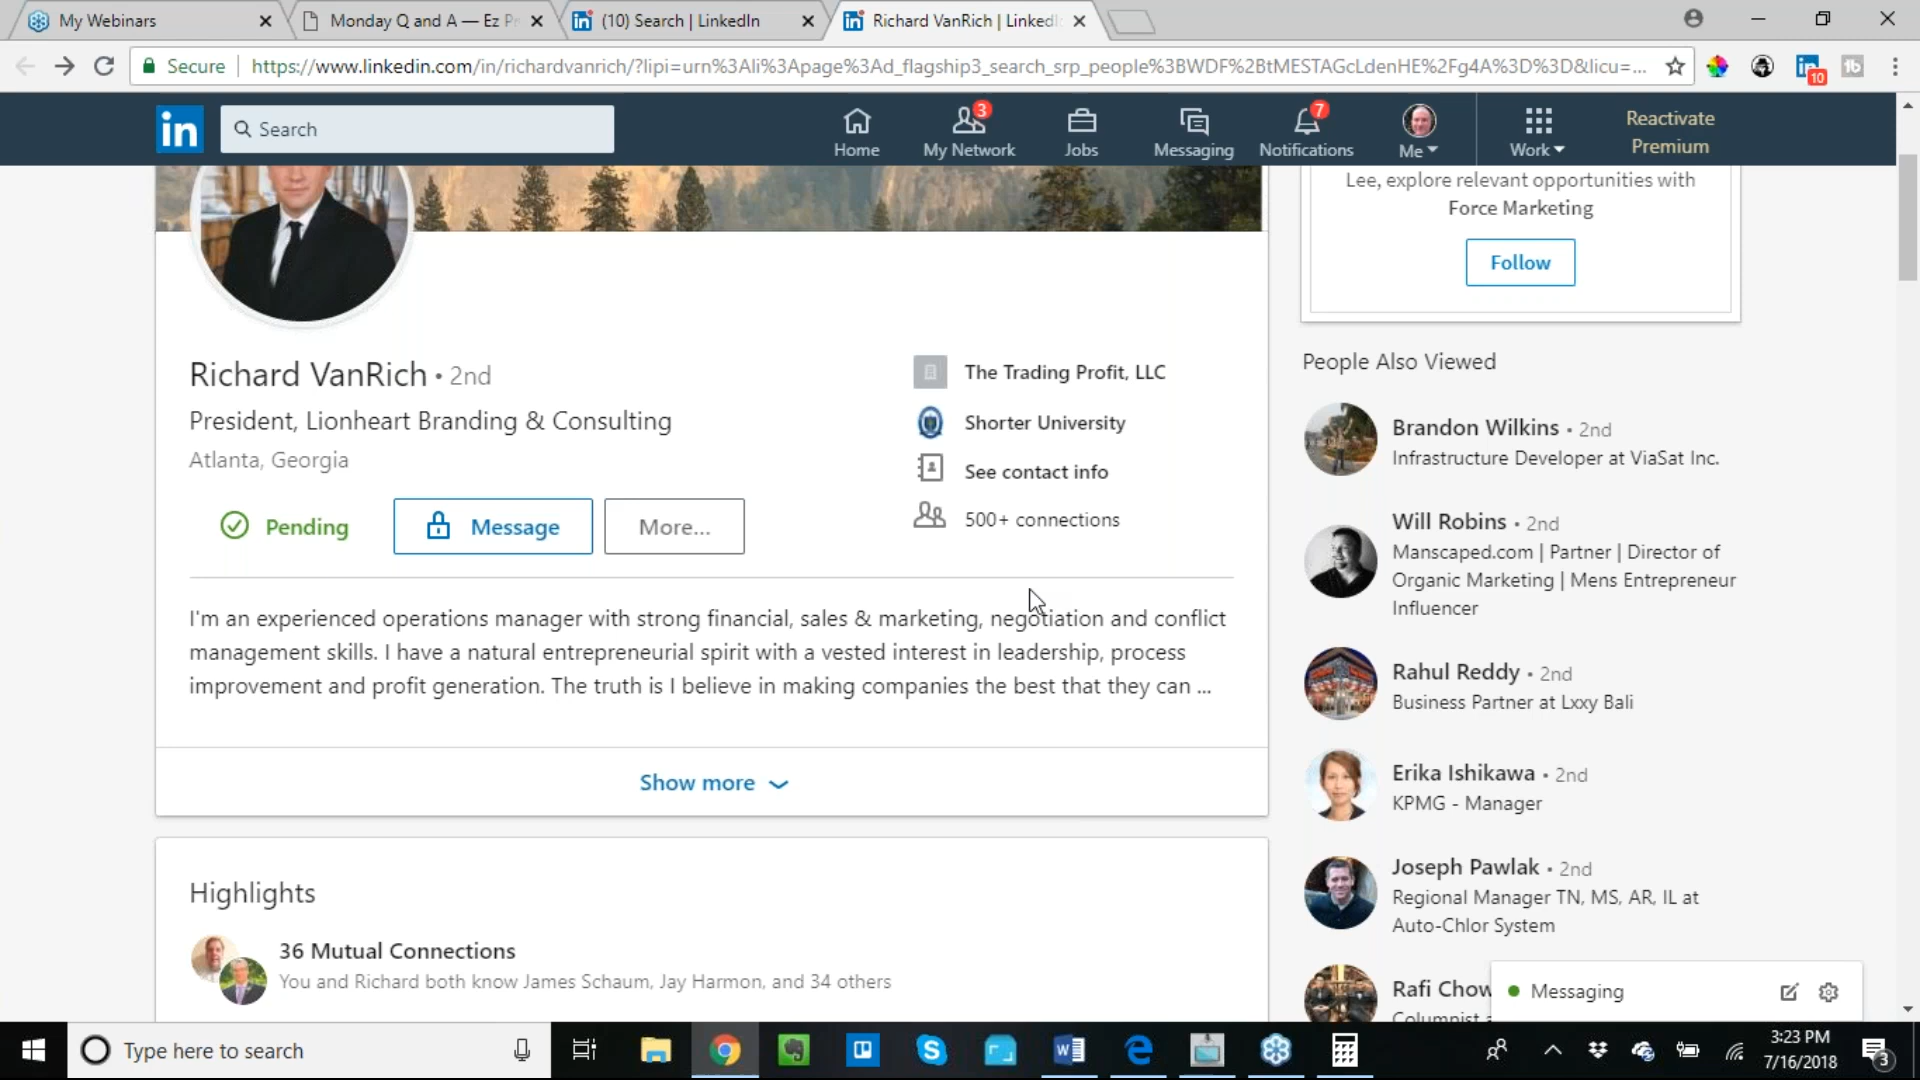 My Webinars
Monday Q and A — Ez Pr
(10) Search | LinkedIn
Richard VanRich | LinkedIn
Secure
https://www.linkedin.com/in/richardvanrich/?lipi=urn%3Ali%3Apage%3Ad_flagship3_search_srp_people%3BWDF%2BtMESTAGcLdenHE%2Fg4A%3D%3D&licu=...
10
in
Search
Home
3
My Network
Jobs
Messaging
7
Notifications
Me
Work
Reactivate
Premium
Lee, explore relevant opportunities with
Force Marketing
Follow
Richard VanRich • 2nd
President, Lionheart Branding & Consulting
Atlanta, Georgia
Pending
Message
More...
The Trading Profit, LLC
Shorter University
See contact info
500+ connections
I'm an experienced operations manager with strong financial, sales & marketing, negotiation and conflict
management skills. I have a natural entrepreneurial spirit with a vested interest in leadership, process
improvement and profit generation. The truth is I believe in making companies the best that they can ...
Show more
Highlights
36 Mutual Connections
You and Richard both know James Schaum, Jay Harmon, and 34 others
People Also Viewed
Brandon Wilkins • 2nd
Infrastructure Developer at ViaSat Inc.
Will Robins • 2nd
Manscaped.com | Partner | Director of
Organic Marketing | Mens Entrepreneur
Influencer
Rahul Reddy • 2nd
Business Partner at Lxxy Bali
Erika Ishikawa • 2nd
KPMG - Manager
Joseph Pawlak • 2nd
Regional Manager TN, MS, AR, IL at
Auto-Chlor System
Rafi Chow
Columnist
Messaging
Type here to search
3:23 PM
7/16/2018
3